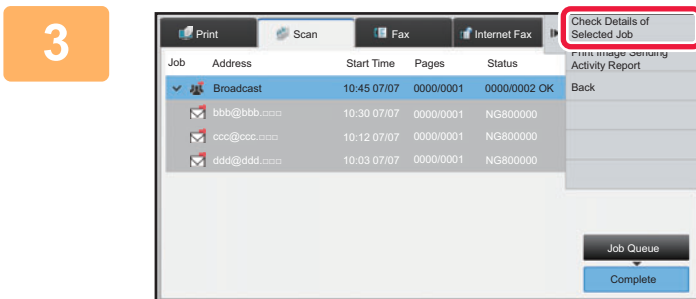 3
Print Scan Fax Internet Fax
Check Details of
Selected Job
Print Image Sending
Activity Report
Back
Job Address Start Time Pages Status
Broadcast 10:45 07/07 0000/0001 0000/0002 OK
bbb@bbb.□□□ 10:30 07/07 0000/0001 NG800000
ccc@ccc.□□□ 10:12 07/07 0000/0001 NG800000
ddd@ddd.□□□ 10:03 07/07 0000/0001 NG800000
Job Queue
Complete